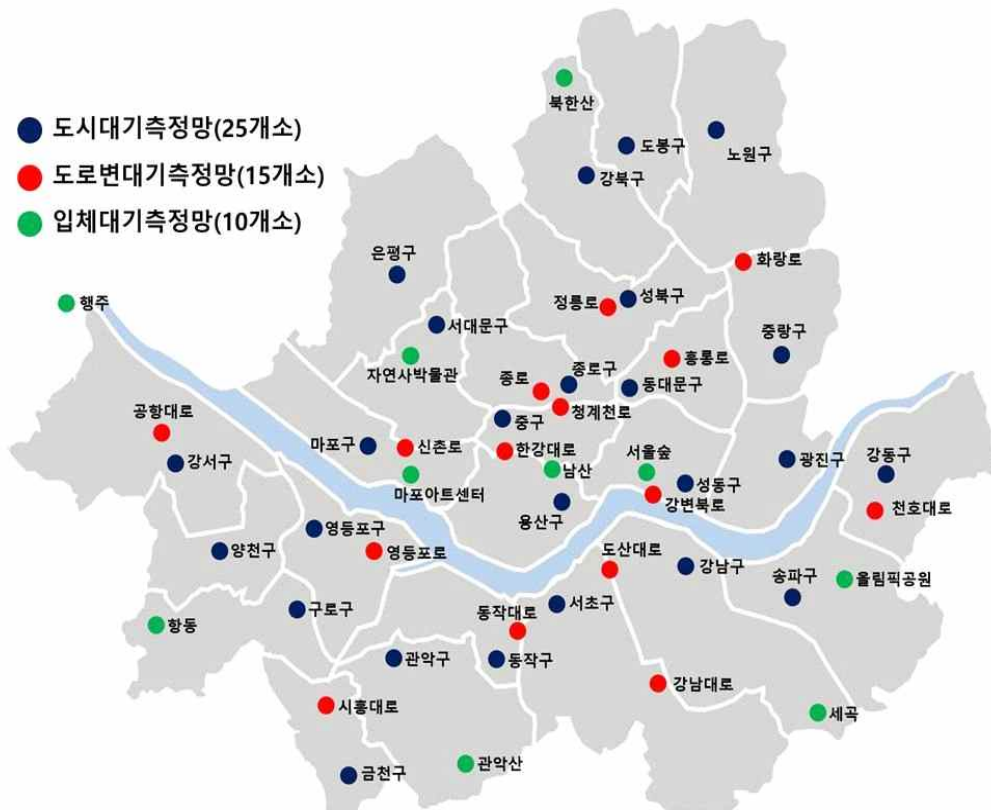 도시대기측정망(25개소)
도로변대기측정망(15개소)
입체대기측정망(10개소)
북한산
도봉구
노원구
강북구
은평구
화랑로
행주
정릉로
성북구
서대문구
중랑구
자연사박물관
종로
종로구
홍릉로
동대문구
공항대로
청계천로
중구
마포구
신촌로
한강대로
강서구
남산
서울숲
광진구
강동구
마포아트센터
성동구
용산구
강변북로
천호대로
영등포구
양천구
영등포로
도산대로
강남구
송파구
올림픽공원
구로구
서초구
동작대로
항동
관악구
동작구
강남대로
시흥대로
세곡
금천구
관악산